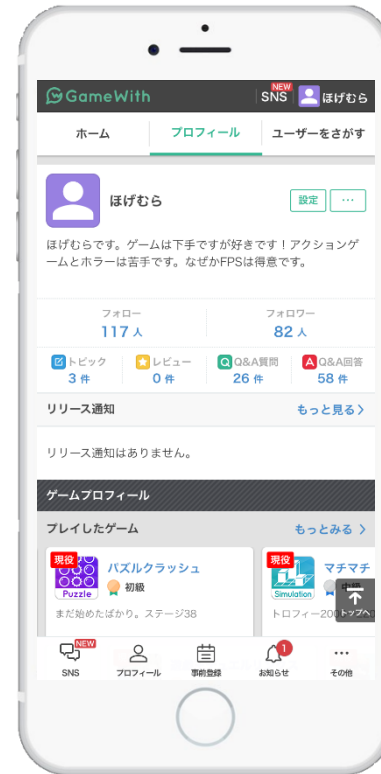 GameWith
NEW
SNS
ほげむら
ホーム
プロフィール
ユーザーをさがす
ほげむら
設定
…
ほげむらです。ゲームは下手ですが好きです！アクションゲ
ームとホラーは苦手です。なぜかFPSは得意です。
フォロー
フォロワー
117 人
82 人
トピック
レビュー
Q Q&A質問
A Q&A回答
3 件
0 件
26 件
58 件
リリース通知
もっと見る 〉
リリース通知はありません。
ゲームプロフィール
プレイしたゲーム
もっとみる 〉
現役
Puzzle
パズルクラッシュ
初級
まだ始めたばかり。ステージ38
現役
Simulation
マチマチ
トロフィー200
トップへ
NEW
SNS
プロフィール
事前登録
1
お知らせ
…
その他